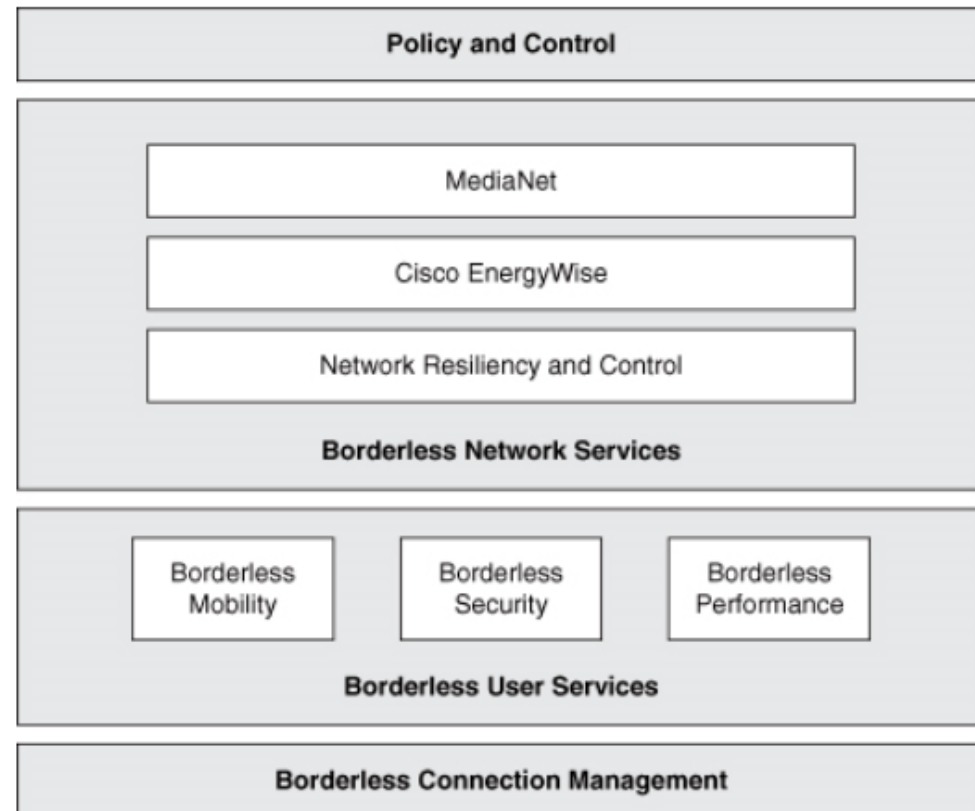 Policy and Control
MediaNet
Cisco EnergyWise
Network Resiliency and Control
Borderless Network Services
Borderless
Mobility
Borderless
Security
Borderless
Performance
Borderless User Services
Borderless Connection Management